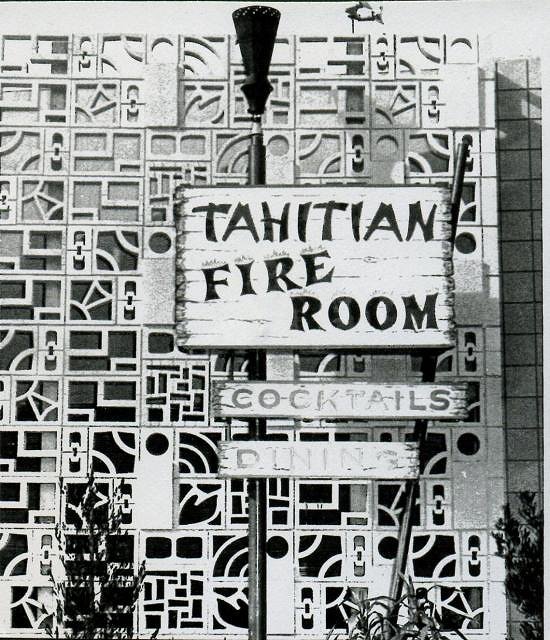 TAHITIAN
FIRE
ROOM
COCKTAILS
DINING